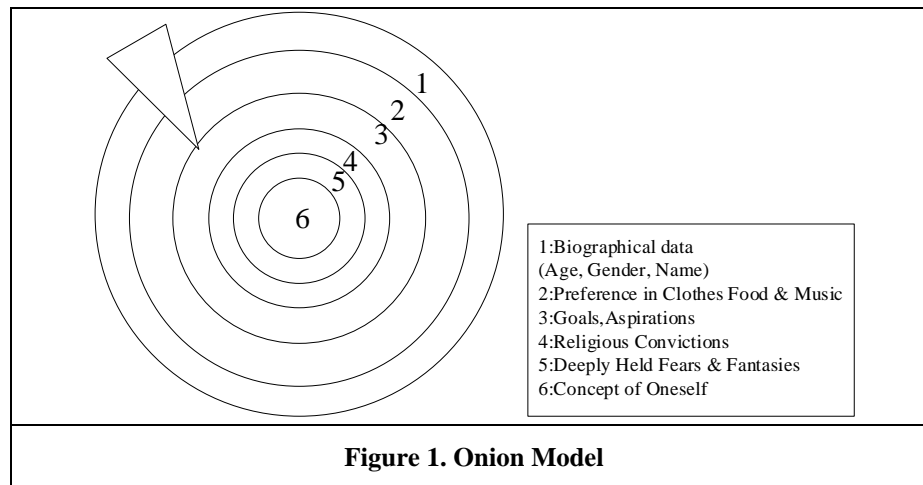 1
2
3
4
5
6
1:Biographical data
(Age, Gender, Name)
2:Preference in Clothes Food & Music
3:Goals,Aspirations
4:Religious Convictions
5:Deeply Held Fears & Fantasies
6:Concept of Oneself
Figure 1. Onion Model